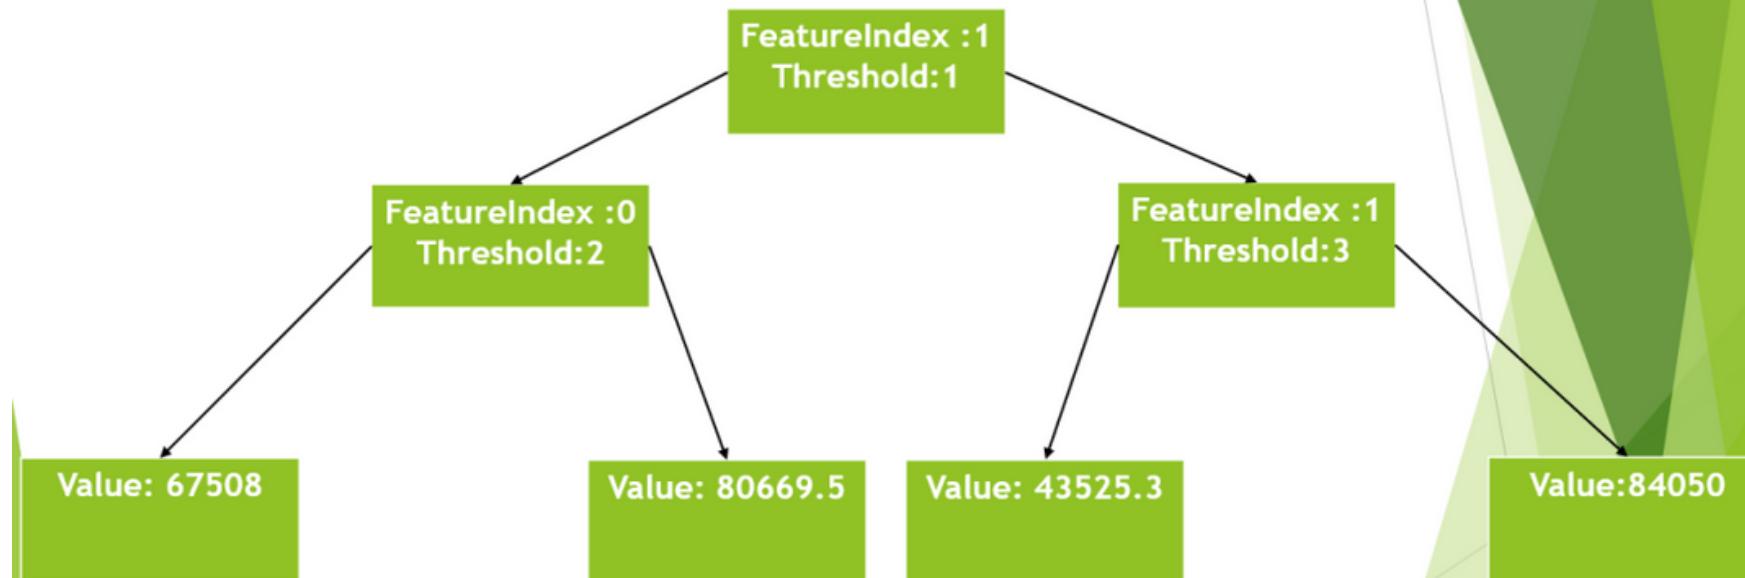 FeatureIndex :1
Threshold:1
FeatureIndex :0
Threshold:2
FeatureIndex :1
Threshold:3
Value: 67508
Value: 80669.5
Value: 43525.3
Value:84050